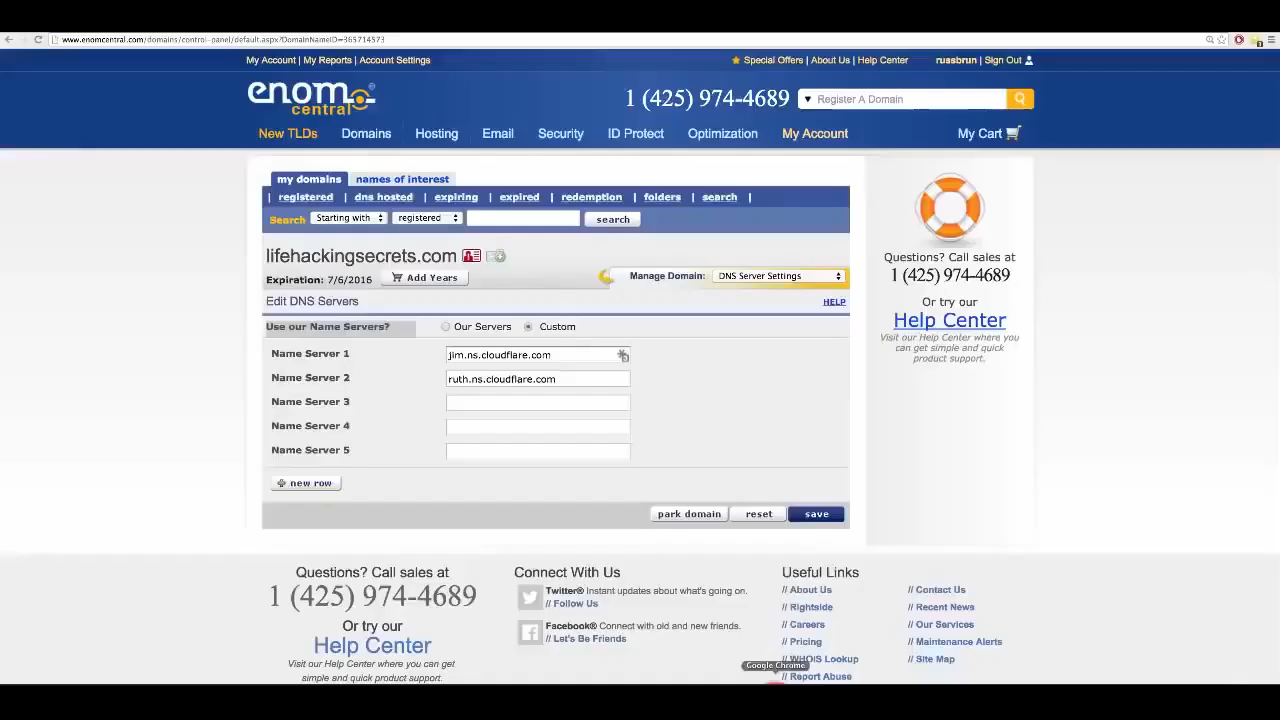 www.enomcentral.com/domains/control-panel/default.aspx?DomainNameID=365714573
My Account | My Reports | Account Settings
Special Offers | About Us | Help Center
russbrun | Sign Out
enom central®
1 (425) 974-4689
Register A Domain
New TLDs
Domains
Hosting
Email
Security
ID Protect
Optimization
My Account
My Cart
my domains
names of interest
| registered | dns hosted | expiring | expired | redemption | folders | search |
Search
Starting with
registered
search
lifehackingsecrets.com
Expiration: 7/6/2016
Add Years
Manage Domain:
DNS Server Settings
Edit DNS Servers
HELP
Use our Name Servers?
Our Servers
Custom
Name Server 1
jim.ns.cloudflare.com
Name Server 2
ruth.ns.cloudflare.com
Name Server 3
Name Server 4
Name Server 5
new row
park domain
reset
save
Questions? Call sales at
1 (425) 974-4689
Or try our
Help Center
Visit our Help Center where you
can get simple and quick
product support.
Questions? Call sales at
1 (425) 974-4689
Or try our
Help Center
Visit our Help Center where you can get
simple and quick product support.
Connect With Us
Twitter® Instant updates about what's going on.
// Follow Us
Facebook® Connect with old and new friends.
// Let's Be Friends
Useful Links
// About Us
// Rightside
// Careers
// Pricing
// WHOIS Lookup
// Report Abuse
// Contact Us
// Recent News
// Our Services
// Maintenance Alerts
// Site Map
Google Chrome